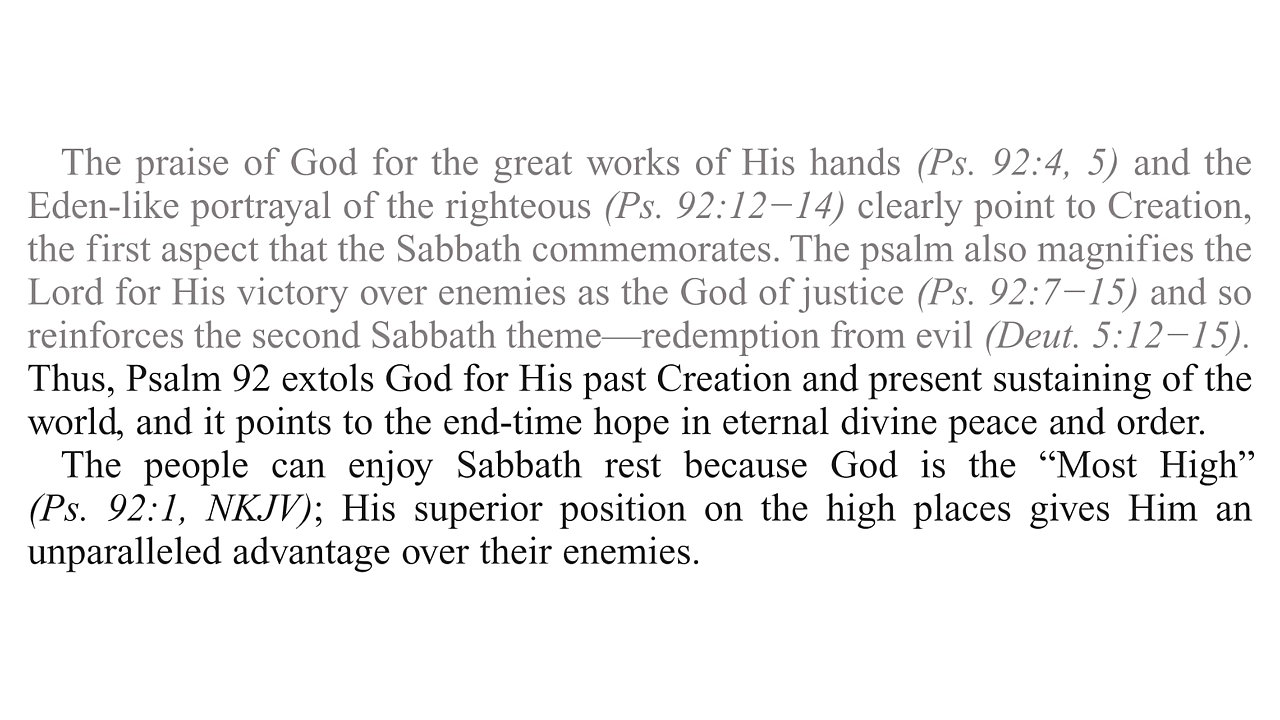 The praise of God for the great works of His hands (Ps. 92:4, 5) and the
Eden-like portrayal of the righteous (Ps. 92:12−14) clearly point to Creation,
the first aspect that the Sabbath commemorates. The psalm also magnifies the
Lord for His victory over enemies as the God of justice (Ps. 92:7−15) and so
reinforces the second Sabbath theme—redemption from evil (Deut. 5:12−15).
Thus, Psalm 92 extols God for His past Creation and present sustaining of the
world, and it points to the end-time hope in eternal divine peace and order.
The people can enjoy Sabbath rest because God is the “Most High”
(Ps. 92:1, NKJV); His superior position on the high places gives Him an
unparalleled advantage over their enemies.